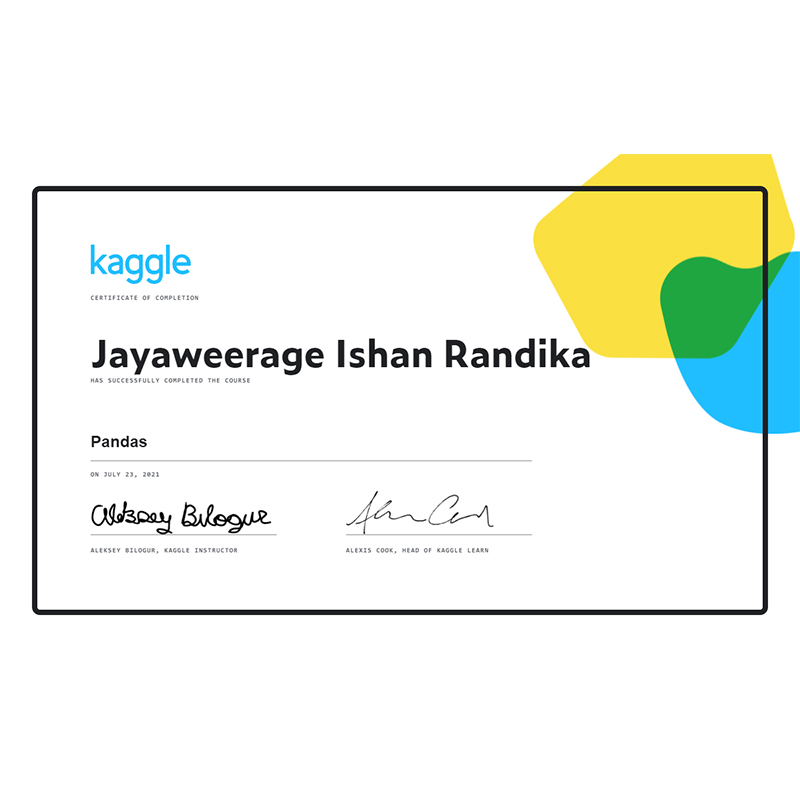 kaggle
CERTIFICATE OF COMPLETION
Jayaweerage Ishan Randika
HAS SUCCESSFULLY COMPLETED THE COURSE
Pandas
ON JULY 23, 2021
Aleksey Bilogur
ALEKSEY BILOGUR, KAGGLE INSTRUCTOR
ALEXIS COOK, HEAD OF KAGGLE LEARN